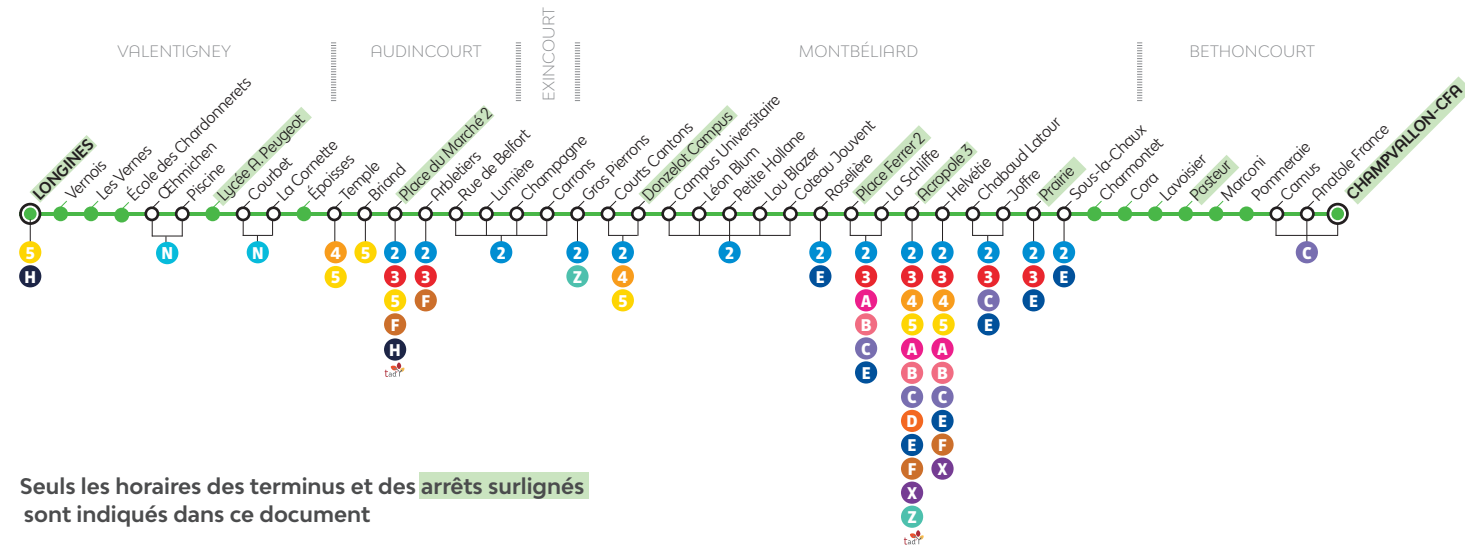 VALENTIGNEY
AUDINCOURT
EXINCOURT
MONTBÉLIARD
BETHONCOURT
LONGINES
Vernois
Les Vernes
École des Chardonnerets
Œhmichen
Piscine
Lycée A. Peugeot
Courbet
La Cornette
Époisses
Temple
Briand
Place du Marché 2
Arbletiers
Rue de Belfort
Lumière
Champagne
Carrons
Gros Pierrons
Courts Cantons
Donzelot Campus
Campus Universitaire
Léon Blum
Petite Hollane
Lou Blazer
Coteau Jouvent
Roselière
Place Ferrer 2
La Schliffe
Acropole 3
Helvétie
Chabaud Latour
Joffre
Prairie
Sous-la-Chaux
Charmontet
Cora
Lavoisier
Pasteur
Marconi
Pommeraie
Camus
Anatole France
CHAMPVALLON-CFA
5
H
N
N
4
5
5
2
3
5
F
H
tad'i
2
3
F
2
2
Z
2
4
5
2
2
E
2
3
A
B
C
E
2
3
4
5
A
B
C
D
E
F
X
Z
tad'i
2
3
4
5
A
B
C
E
F
X
2
3
C
E
2
3
E
2
E
C
Seuls les horaires des terminus et des arrêts surlignés
sont indiqués dans ce document